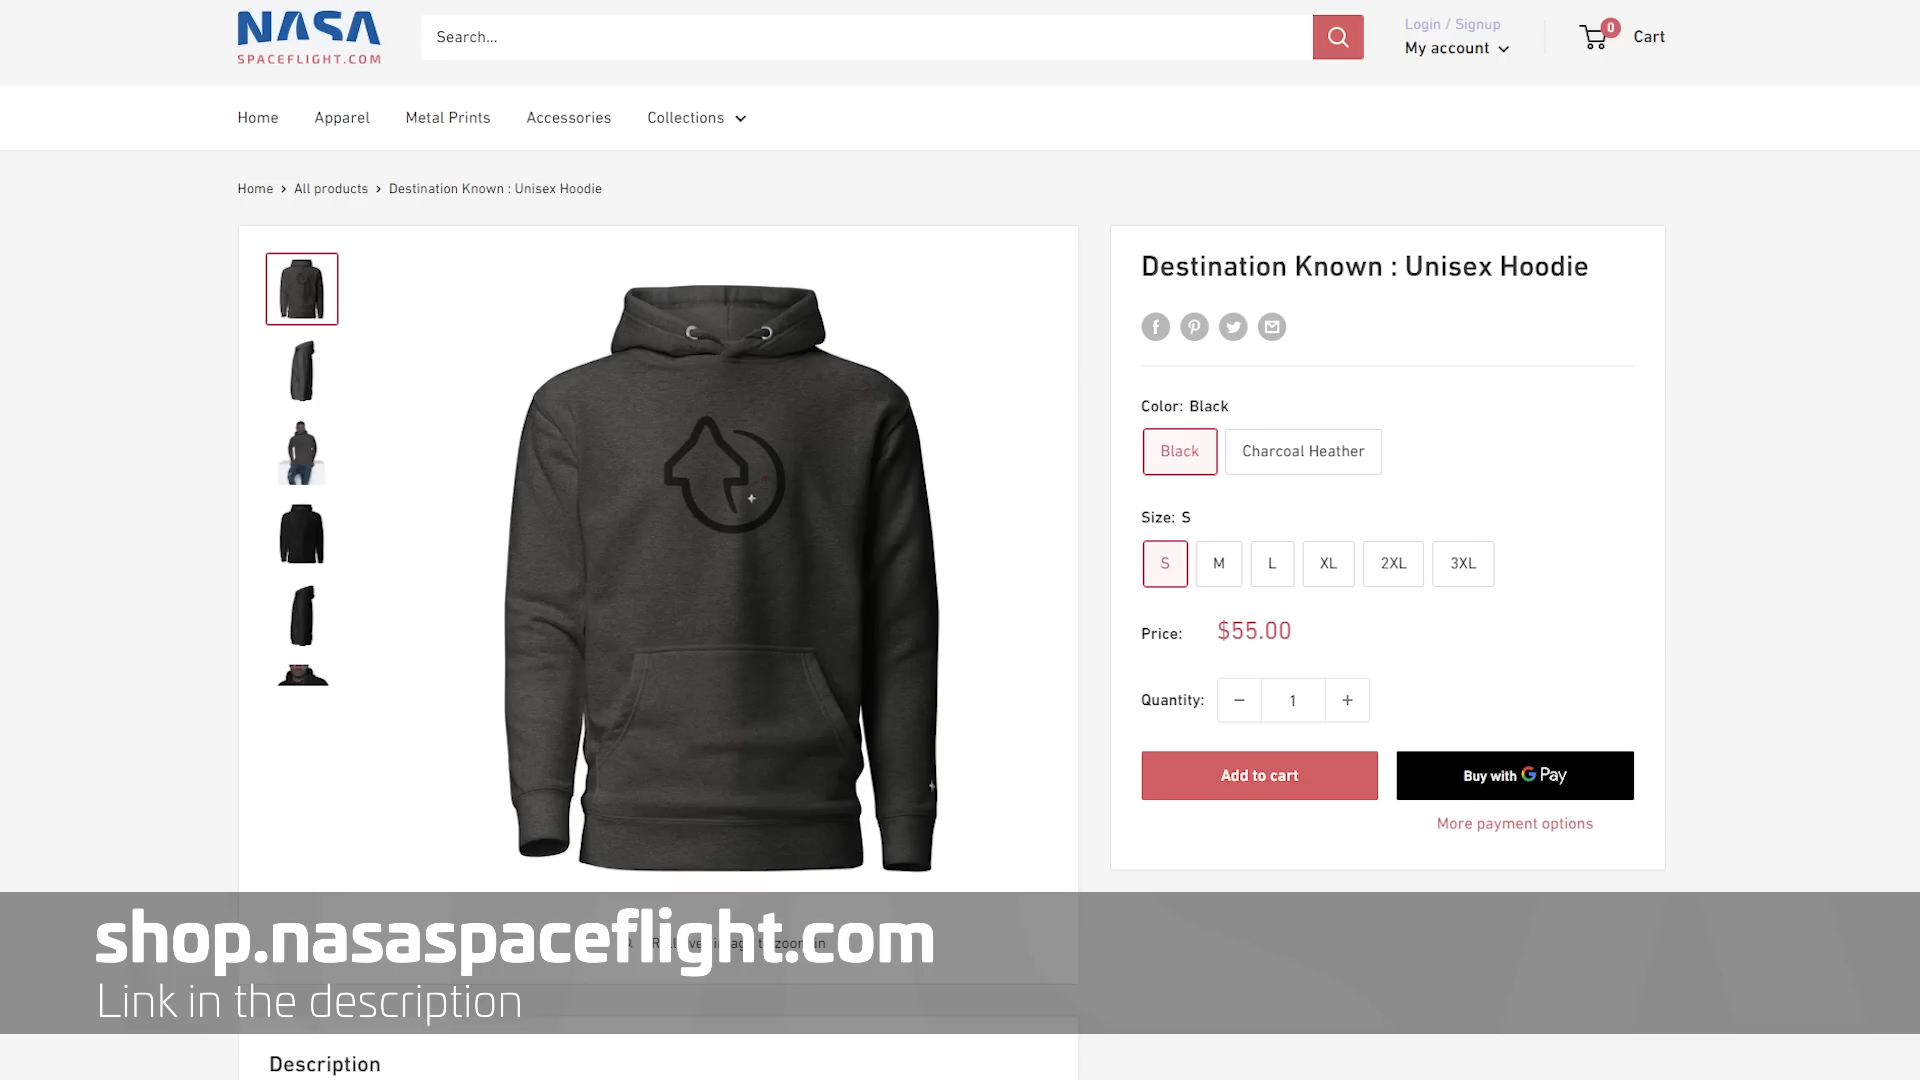 NASA
SPACEFLIGHT.COM
Search...
Login / Signup
My account
0
Cart
Home
Apparel
Metal Prints
Accessories
Collections
Home > All products > Destination Known : Unisex Hoodie
Destination Known : Unisex Hoodie
Color: Black
Black
Charcoal Heather
Size: S
S
M
L
XL
2XL
3XL
Price: $55.00
Quantity: − 1 +
Add to cart
Buy with G Pay
More payment options
shop.nasaspaceflight.com
Link in the description
Description